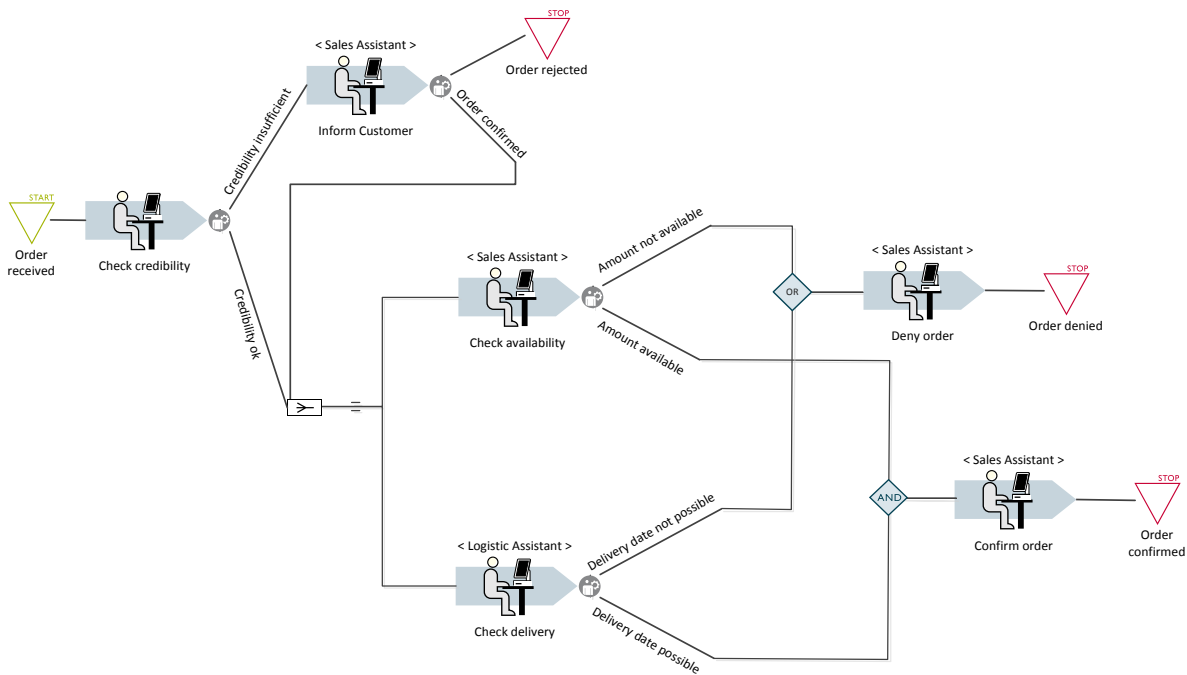 STOP
< Sales Assistant >
Order rejected
Credibility insufficient
Order confirmed
Inform Customer
START
Order
received
Check credibility
Credibility ok
< Sales Assistant >
Check availability
Amount not available
Amount available
OR
< Sales Assistant >
Deny order
STOP
Order denied
< Logistic Assistant >
Check delivery
Delivery date not possible
Delivery date possible
AND
< Sales Assistant >
Confirm order
STOP
Order
confirmed